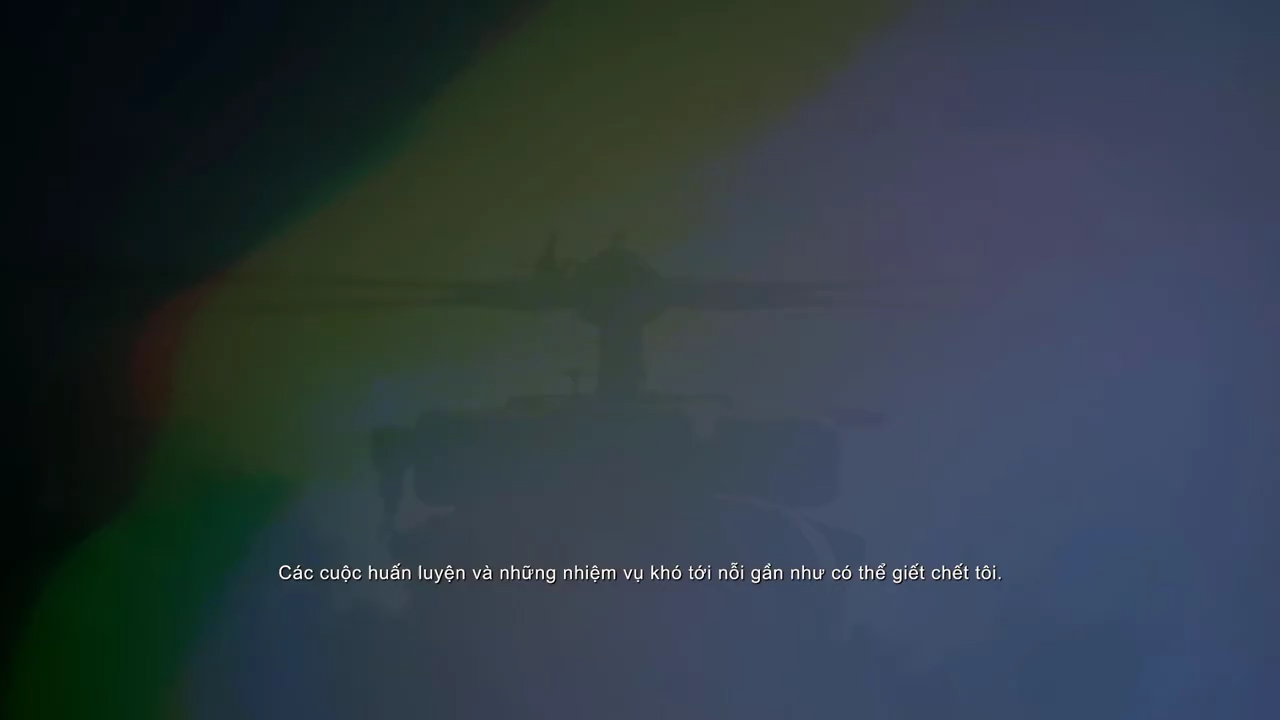 Các cuộc huấn luyện và những nhiệm vụ khó tới nỗi gần như có thể giết chết tôi.